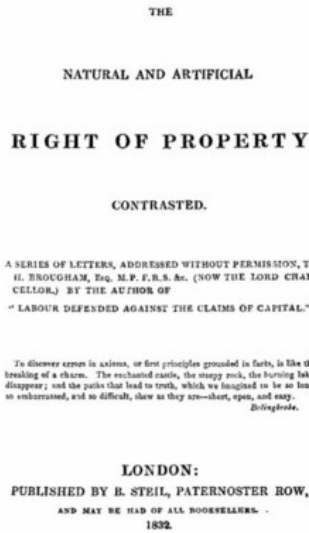 THE
NATURAL AND ARTIFICIAL
RIGHT OF PROPERTY
CONTRASTED.
A SERIES OF LETTERS, ADDRESSED WITHOUT PERMISSION, T
H. BROUGHAM, Esq. M.P. F.R.S. &c. (NOW THE LORD CHAN
CELLOR,) BY THE AUTHOR OF
" LABOUR DEFENDED AGAINST THE CLAIMS OF CAPITAL."
To discover errors in axioms, or first principles grounded in facts, is like th
breaking of a charm. The enchanted castle, the steepy rock, the burning lak
disappear; and the paths that lead to truth, which we imagined to be so lon
so embarrassed, and so difficult, shew as they are—short, open, and easy.
Bolingbroke.
LONDON:
PUBLISHED BY B. STEIL, PATERNOSTER ROW,
AND MAY BE HAD OF ALL BOOKSELLERS.
1832.